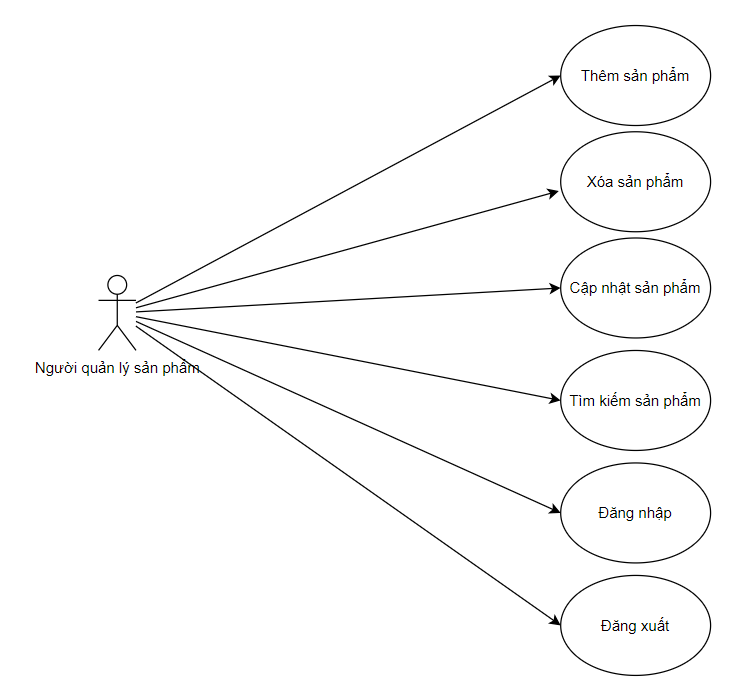 Thêm sản phẩm
Xóa sản phẩm
Cập nhật sản phẩm
Người quản lý sản phẩm
Tìm kiếm sản phẩm
Đăng nhập
Đăng xuất